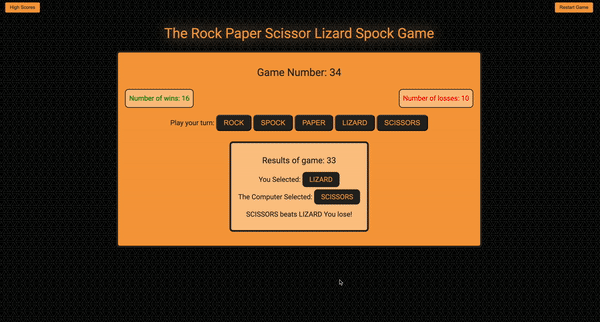 High Scores
Restart Game
The Rock Paper Scissor Lizard Spock Game
Game Number: 34
Number of wins: 16
Number of losses: 10
Play your turn: ROCK SPOCK PAPER LIZARD SCISSORS
Results of game: 33
You Selected: LIZARD
The Computer Selected: SCISSORS
SCISSORS beats LIZARD You lose!